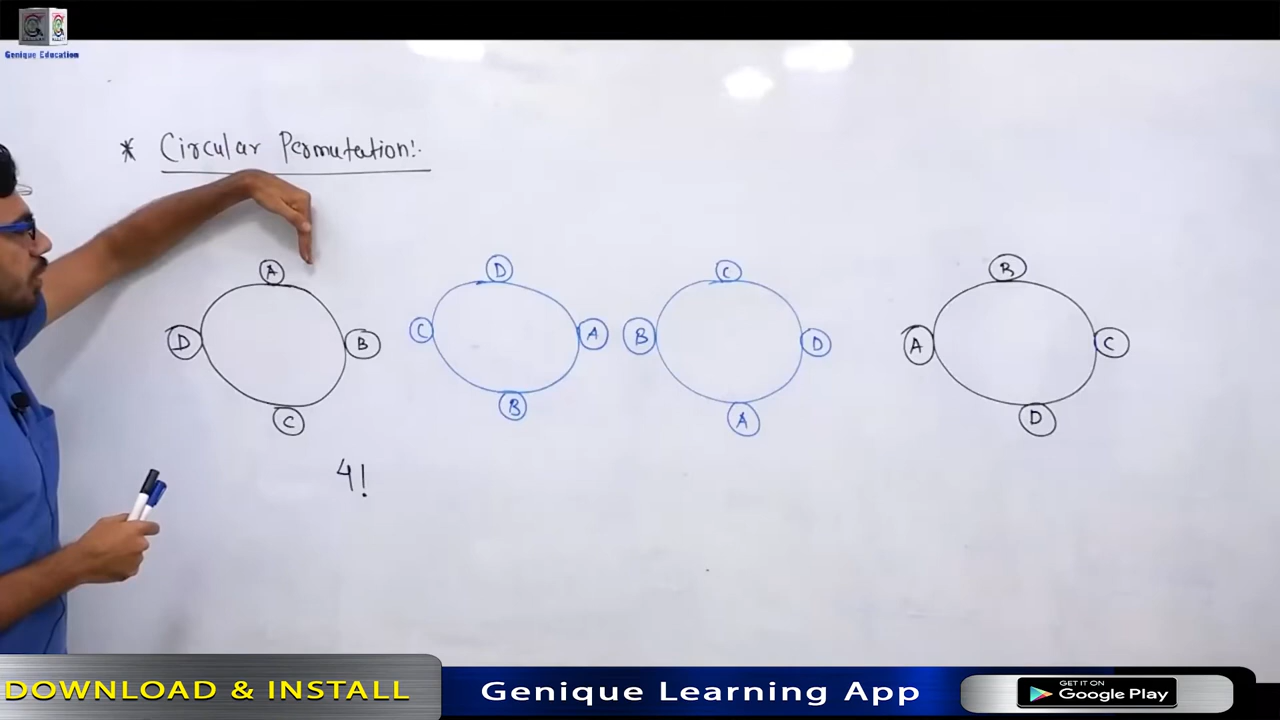 Genique Education
* Circular Permutation:-
A
D B
C
D
C A
B
C
B D
A
B
A C
D
4!
DOWNLOAD & INSTALL
Genique Learning App
GET IT ON
Google Play